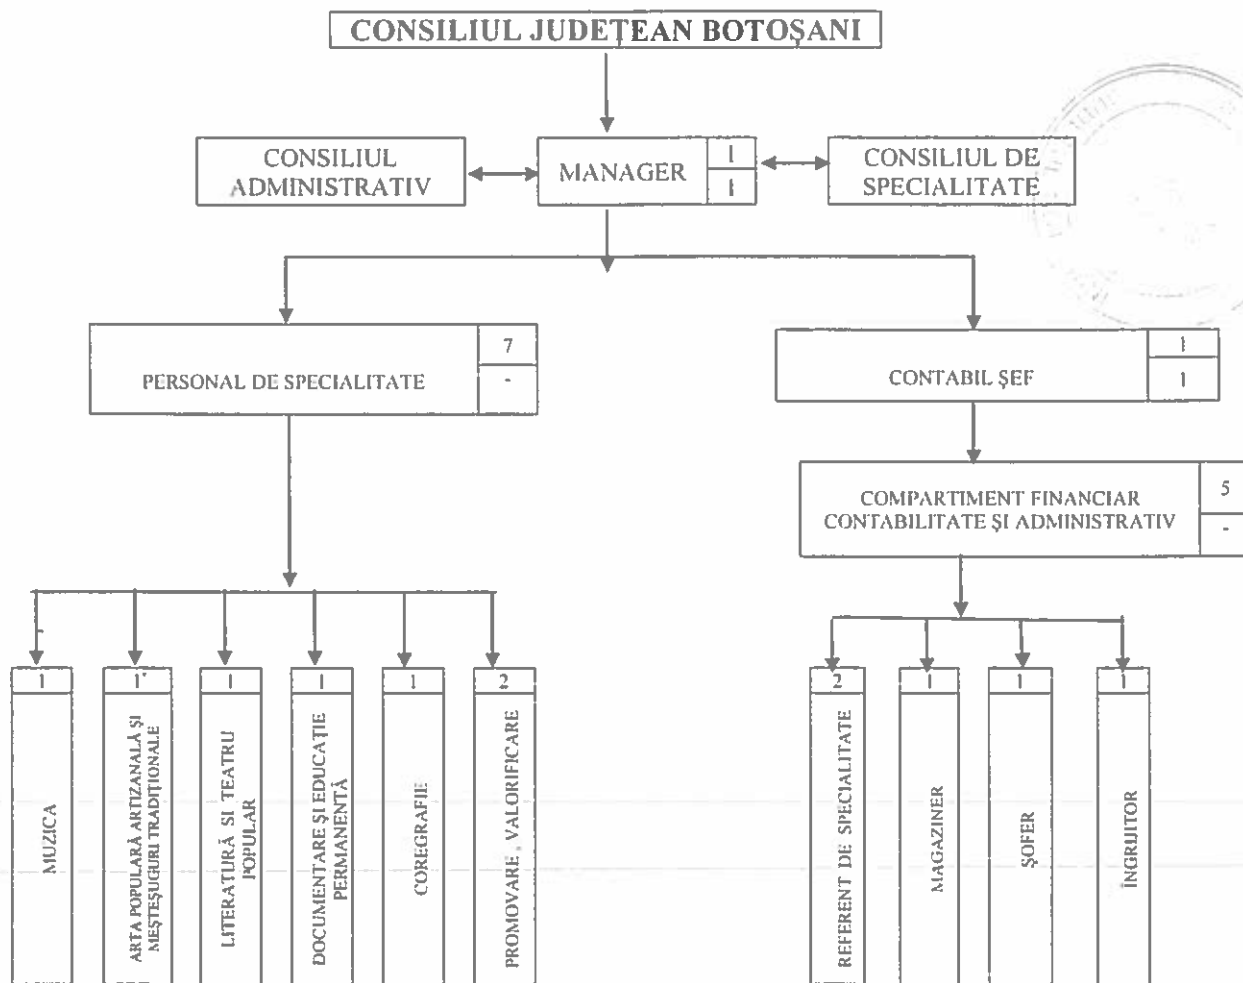 CONSILIUL JUDEȚEAN BOTOȘANI
CONSILIUL
ADMINISTRATIV
MANAGER
1
1
CONSILIUL DE
SPECIALITATE
PERSONAL DE SPECIALITATE
7
-
CONTABIL ȘEF
1
1
COMPARTIMENT FINANCIAR
CONTABILITATE ȘI ADMINISTRATIV
5
-
1
MUZICA
1
ARTA POPULARĂ ARTIZANALĂ ȘI
MEȘTEȘUGURI TRADIȚIONALE
1
LITERATURĂ SI TEATRU
POPULAR
1
DOCUMENTARE ȘI EDUCAȚIE
PERMANENTĂ
1
COREGRAFIE
2
PROMOVARE , VALORIFICARE
2
REFERENT DE SPECIALITATE
1
MAGAZINER
1
ȘOFER
1
INGRIJITOR